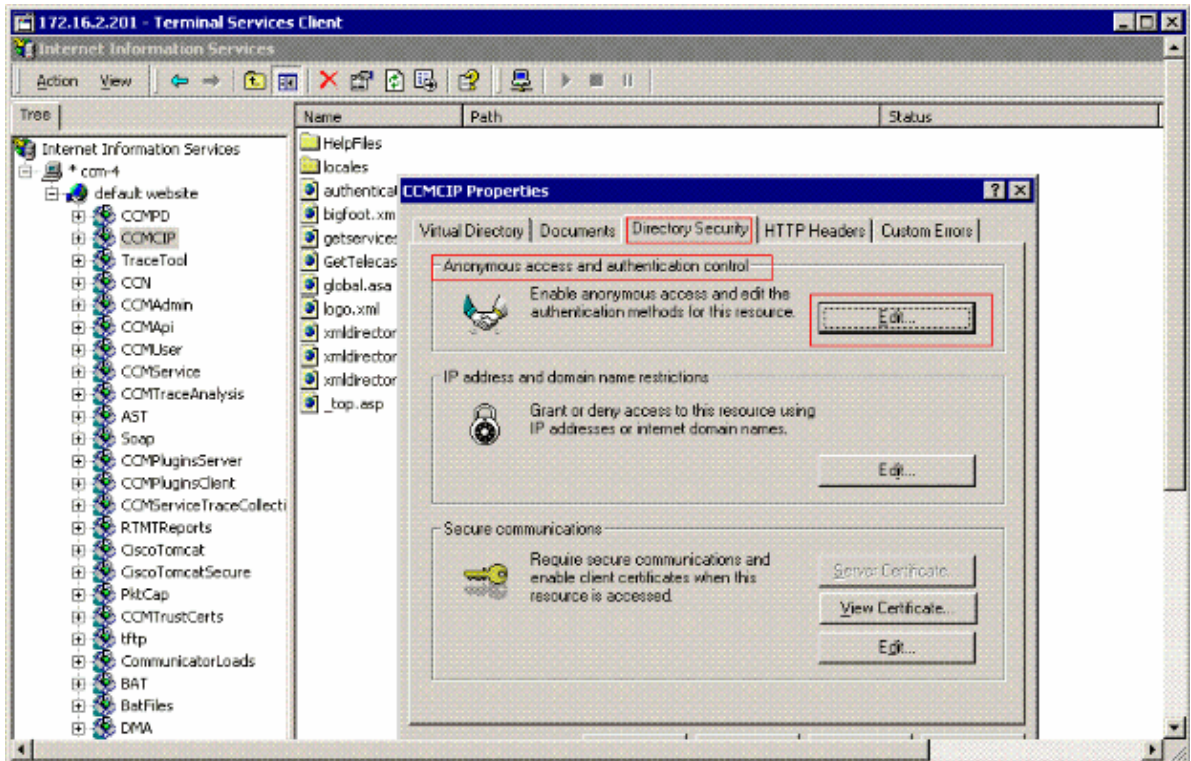 172.16.2.201 - Terminal Services Client
Internet Information Services
Action View
Tree
Name Path Status
Internet Information Services
* ccm-4
default website
CCMPD
CCMCIP
TraceTool
CCN
CCMAdmin
CCMApi
CCMUser
CCMService
CCMTraceAnalysis
AST
Soap
CCMPluginsServer
CCMPluginsClient
CCMServiceTraceCollecti
RTMTReports
CiscoTomcat
CiscoTomcatSecure
PktCap
CCMTrustCerts
tftp
CommunicatorLoads
BAT
BatFiles
DMA
HelpFiles
locales
authenticat
bigfoot.xm
getservices
GetTelecas
global.asa
logo.xml
xmldirector
xmldirector
xmldirector
_top.asp
CCMCIP Properties
Virtual Directory Documents Directory Security HTTP Headers Custom Errors
Anonymous access and authentication control
Enable anonymous access and edit the
authentication methods for this resource.
Edit...
IP address and domain name restrictions
Grant or deny access to this resource using
IP addresses or internet domain names.
Edit...
Secure communications
Require secure communications and
enable client certificates when this
resource is accessed.
Server Certificate...
View Certificate...
Edit...